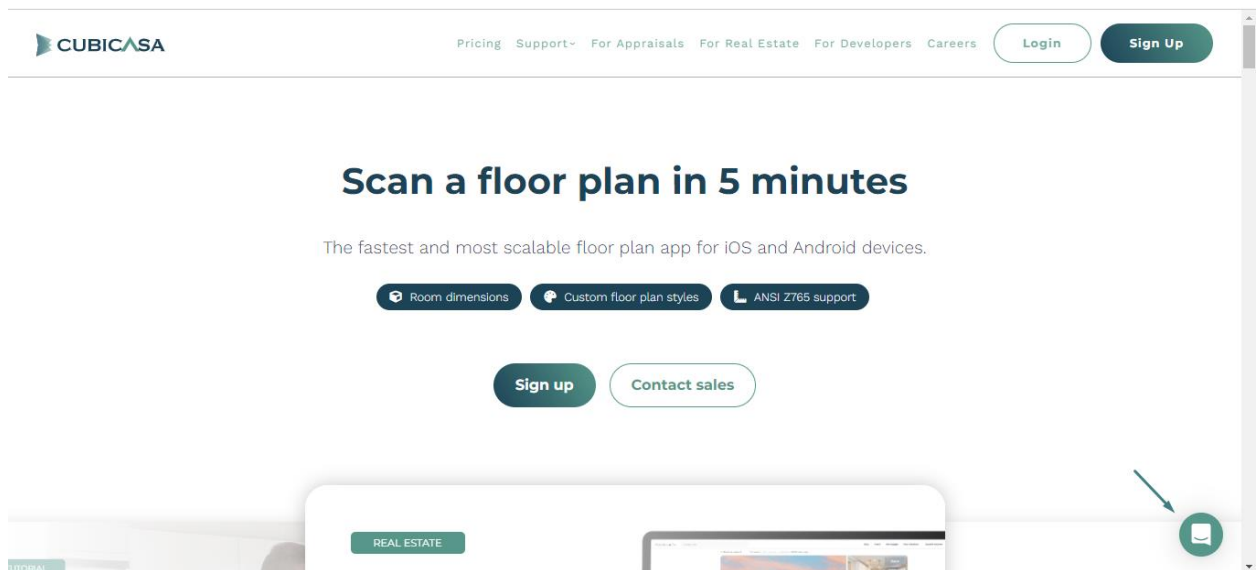 CUBICASA
Pricing Support For Appraisals For Real Estate For Developers Careers Login Sign Up
Scan a floor plan in 5 minutes
The fastest and most scalable floor plan app for iOS and Android devices.
Room dimensions Custom floor plan styles ANSI Z765 support
Sign up Contact sales
REAL ESTATE